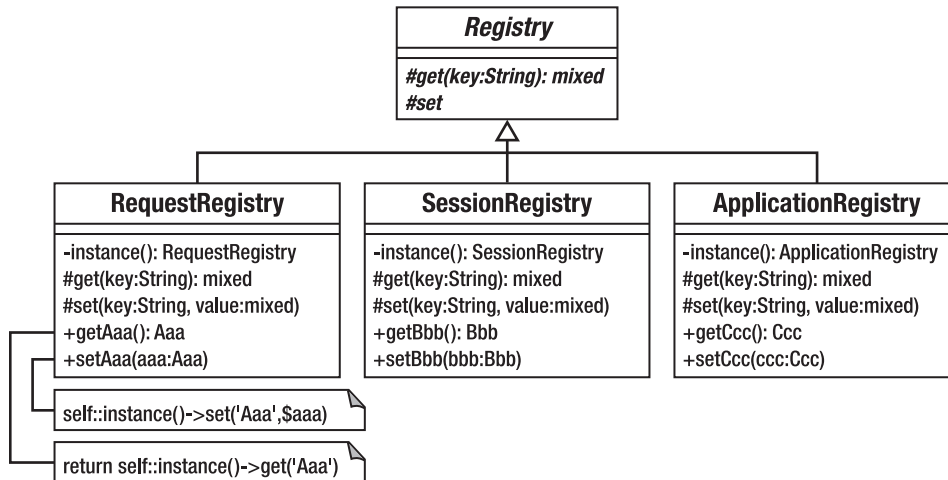 Registry
#get(key:String): mixed
#set
RequestRegistry
-instance(): RequestRegistry
#get(key:String): mixed
#set(key:String, value:mixed)
+getAaa(): Aaa
+setAaa(aaa:Aaa)
SessionRegistry
-instance(): SessionRegistry
#get(key:String): mixed
#set(key:String, value:mixed)
+getBbb(): Bbb
+setBbb(bbb:Bbb)
ApplicationRegistry
-instance(): ApplicationRegistry
#get(key:String): mixed
#set(key:String, value:mixed)
+getCcc(): Ccc
+setCcc(ccc:Ccc)
self::instance()->set('Aaa',$aaa)
return self::instance()->get('Aaa')